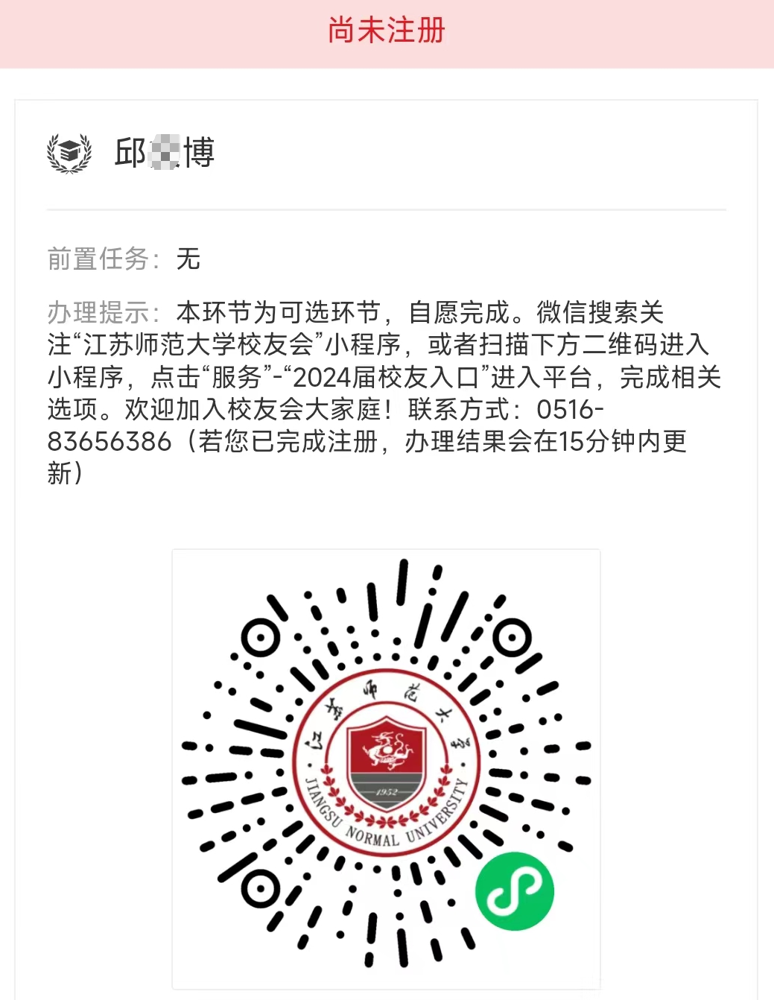 尚未注册
邱 博
前置任务：无
办理提示：本环节为可选环节，自愿完成。微信搜索关
注“江苏师范大学校友会”小程序，或者扫描下方二维码进入
小程序，点击“服务”-“2024届校友入口”进入平台，完成相关
选项。欢迎加入校友会大家庭！联系方式：0516-
83656386（若您已完成注册，办理结果会在15分钟内更
新）
江苏师范大学
1952
JIANGSU NORMAL UNIVERSITY